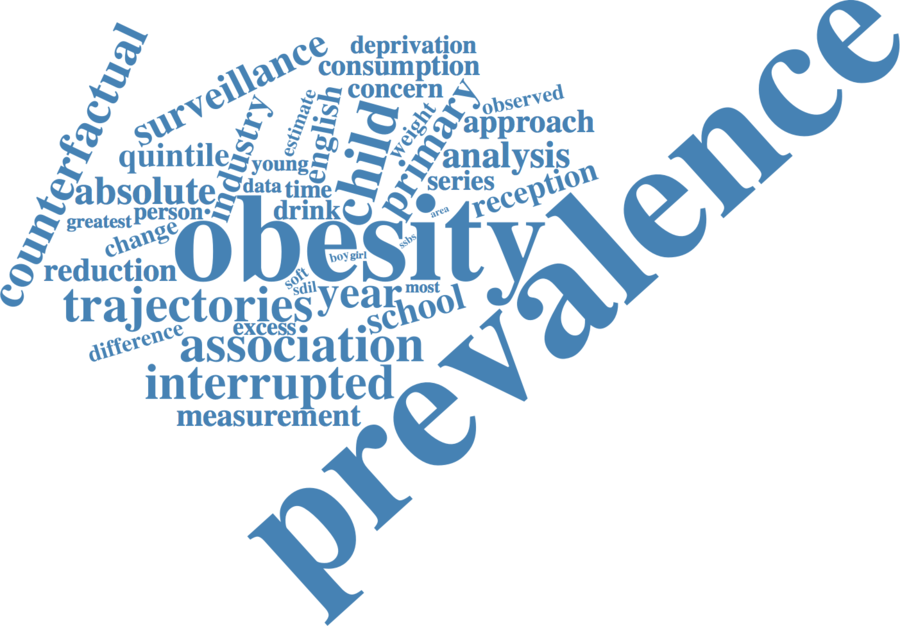 prevalence
obesity
counterfactual
surveillance
deprivation
consumption
concern
observed
approach
weight
primary
child
english
estimate
industry
quintile
young
analysis
series
reception
absolute
data
time
drink
person
greatest
change
area
ssbs
boy
girl
reduction
soft
sdil
year
most
trajectories
school
excess
difference
association
interrupted
measurement